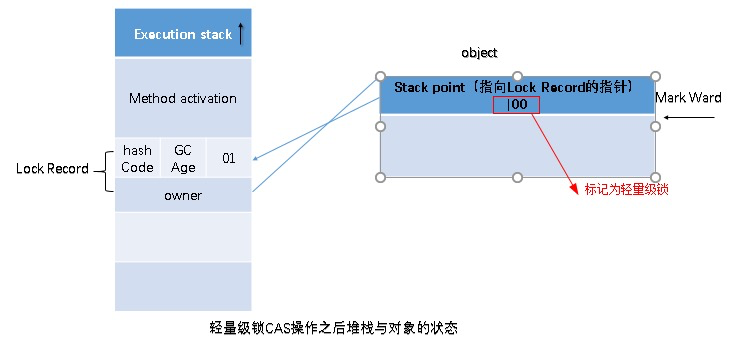 Execution stack
Method activation
Lock Record
hash
Code
GC
Age
01
owner
object
Stack point（指向Lock Record的指针）
|00
Mark Ward
标记为轻量级锁
轻量级锁CAS操作之后堆栈与对象的状态